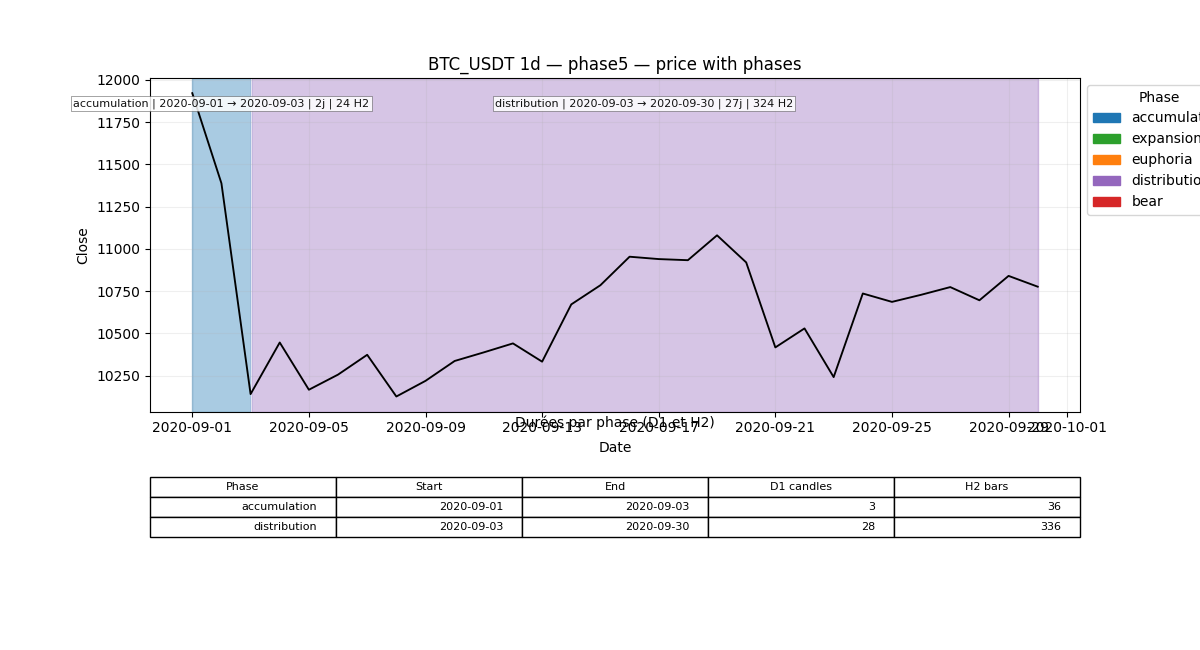 BTC_USDT 1d — phase5 — price with phases
accumulation | 2020-09-01 → 2020-09-03 | 2j | 24 H2
distribution | 2020-09-03 → 2020-09-30 | 27j | 324 H2
12000
11750
11500
11250
11000
10750
10500
10250
Close
Phase
accumulat
expansion
euphoria
distributio
bear
Durées par phase (D1 et H2)
2020-09-01 2020-09-05 2020-09-09 2020-09-13 2020-09-17 2020-09-21 2020-09-25 2020-09-29 2020-10-01
Date
Phase Start End D1 candles H2 bars
accumulation 2020-09-01 2020-09-03 3 36
distribution 2020-09-03 2020-09-30 28 336